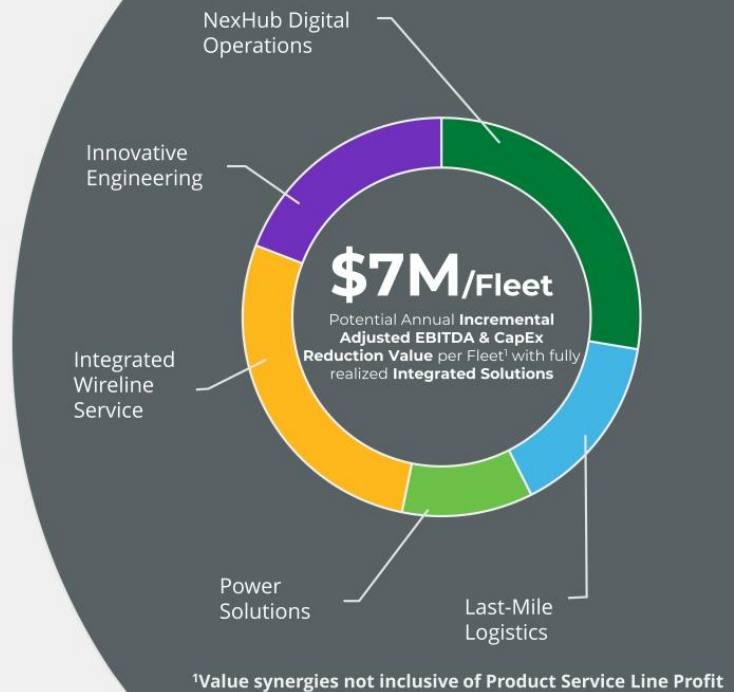 NexHub Digital
Operations
Innovative
Engineering
$7M/Fleet
Potential Annual Incremental
Adjusted EBITDA & CapEx
Reduction Value per Fleet¹ with fully
realized Integrated Solutions
Integrated
Wireline
Service
Power
Solutions
Last-Mile
Logistics
¹Value synergies not inclusive of Product Service Line Profit